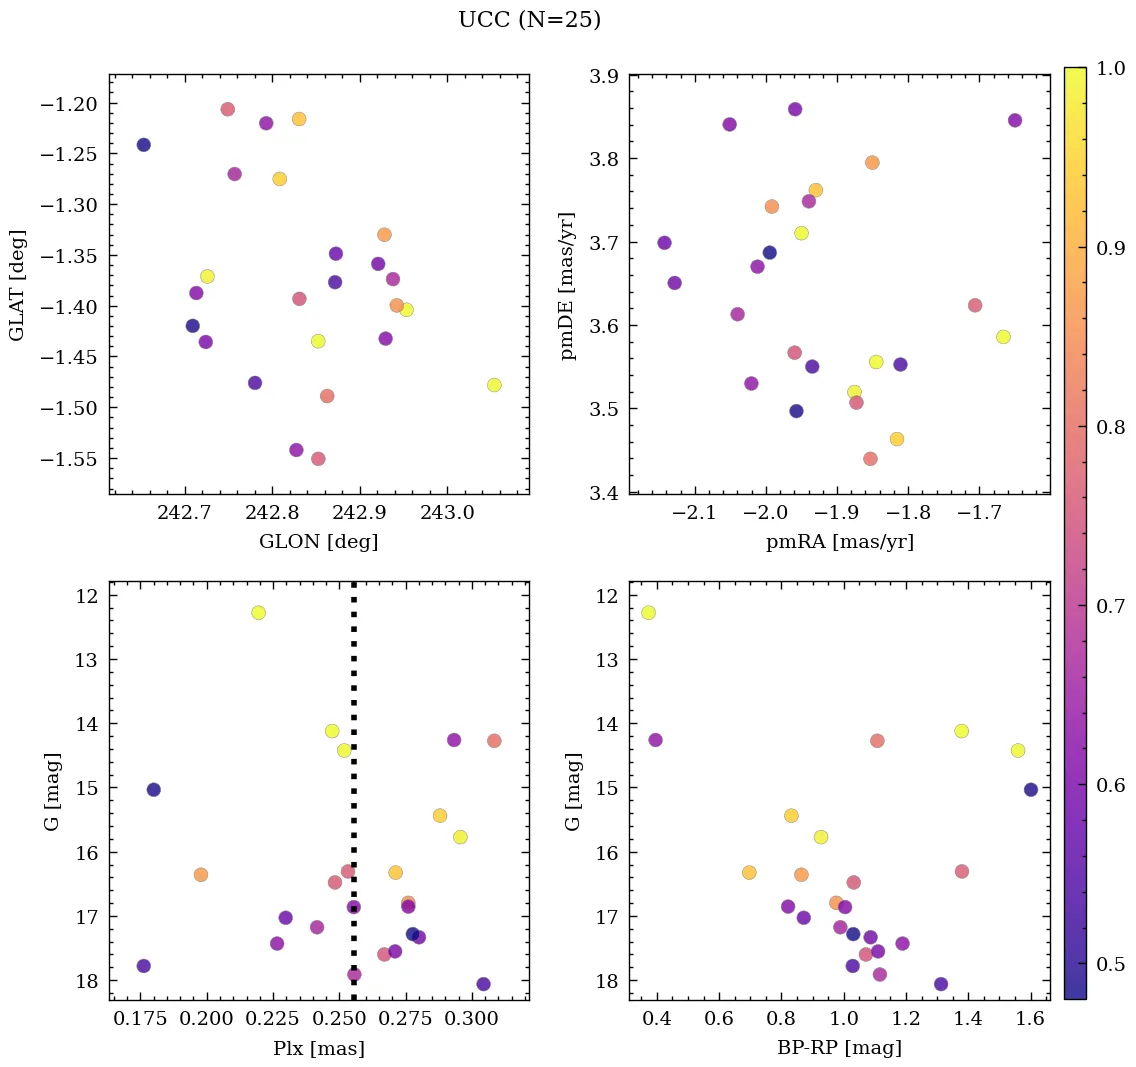 UCC (N=25)
−1.20
−1.25
−1.30
−1.35
−1.40
−1.45
−1.50
−1.55
GLAT [deg]
242.7 242.8 242.9 243.0
GLON [deg]
3.9
3.8
3.7
3.6
3.5
3.4
pmDE [mas/yr]
−2.1 −2.0 −1.9 −1.8 −1.7
pmRA [mas/yr]
12
13
14
15
16
17
18
G [mag]
0.175 0.200 0.225 0.250 0.275 0.300
Plx [mas]
12
13
14
15
16
17
18
G [mag]
0.4 0.6 0.8 1.0 1.2 1.4 1.6
BP-RP [mag]
1.0
0.9
0.8
0.7
0.6
0.5